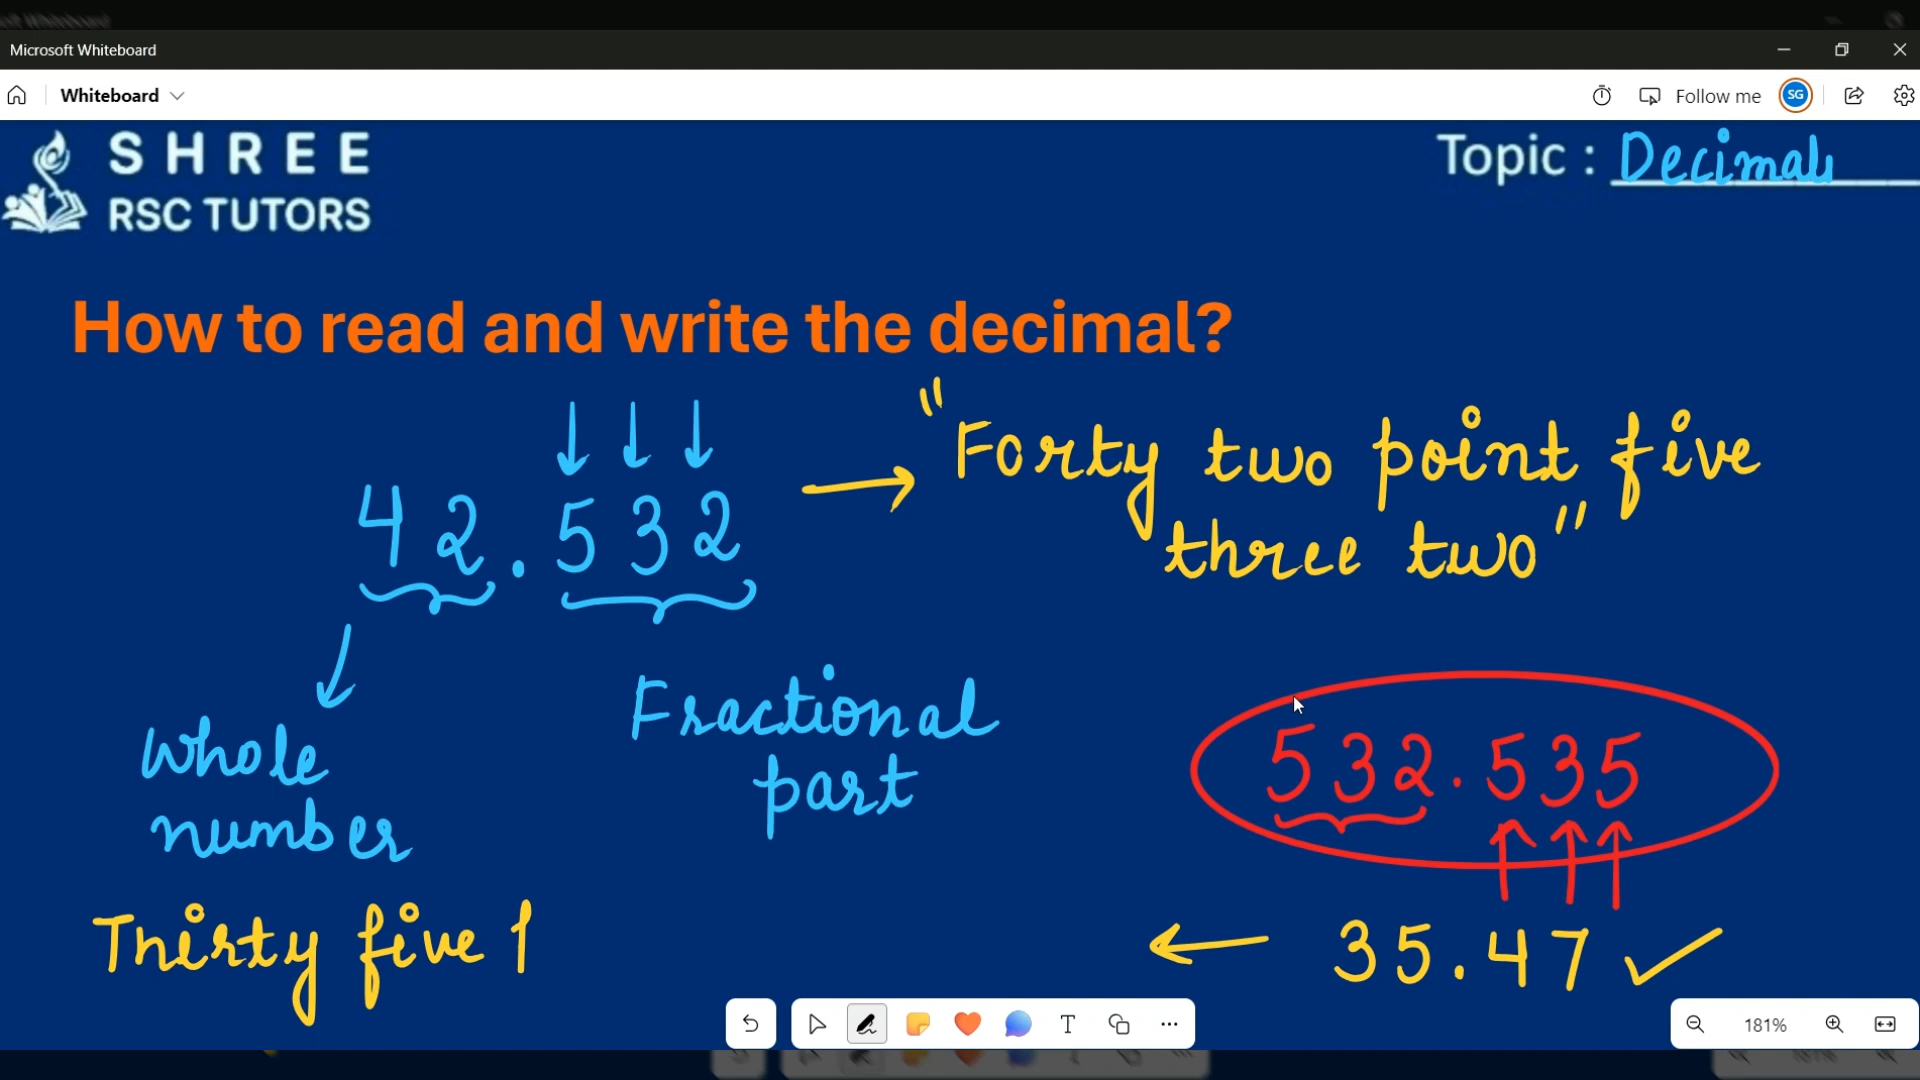 Microsoft Whiteboard
Whiteboard
Follow me
SG
SHREE
RSC TUTORS
Topic : Decimals
How to read and write the decimal?
42.532
"Forty two point five
three two"
Whole
number
Fractional
part
532.535
Thirty five
35.47
T
181%